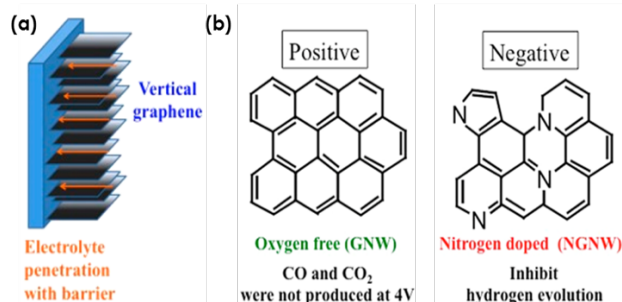 (a)
Vertical
graphene
Electrolyte
penetration
with barrier
(b)
Positive
Oxygen free (GNW)
CO and CO₂
were not produced at 4V
Negative
N
N
N
N
Nitrogen doped (NGNW)
Inhibit
hydrogen evolution